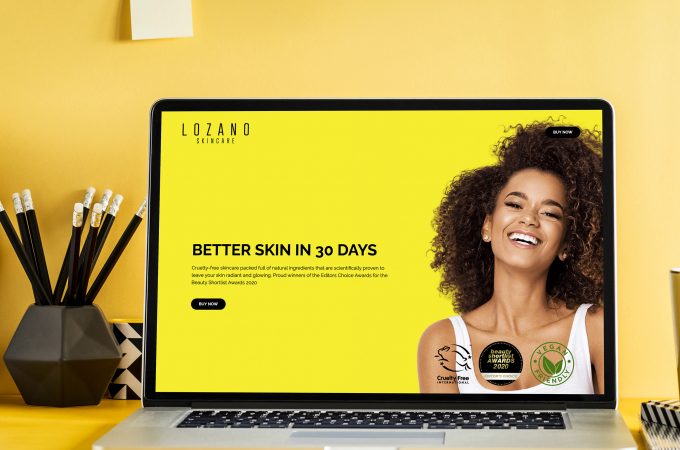 LOZANO
SKINCARE
BUY NOW
BETTER SKIN IN 30 DAYS
Cruelty-free skincare packed full of natural ingredients that are scientifically proven to
leave your skin radiant and glowing. Proud winners of the Editors Choice Awards for the
Beauty Shortlist Awards 2020
BUY NOW
Cruelty Free
INTERNATIONAL
beauty
shortlist
AWARDS
2020
EDITOR'S CHOICE
VEGAN
FRIENDLY